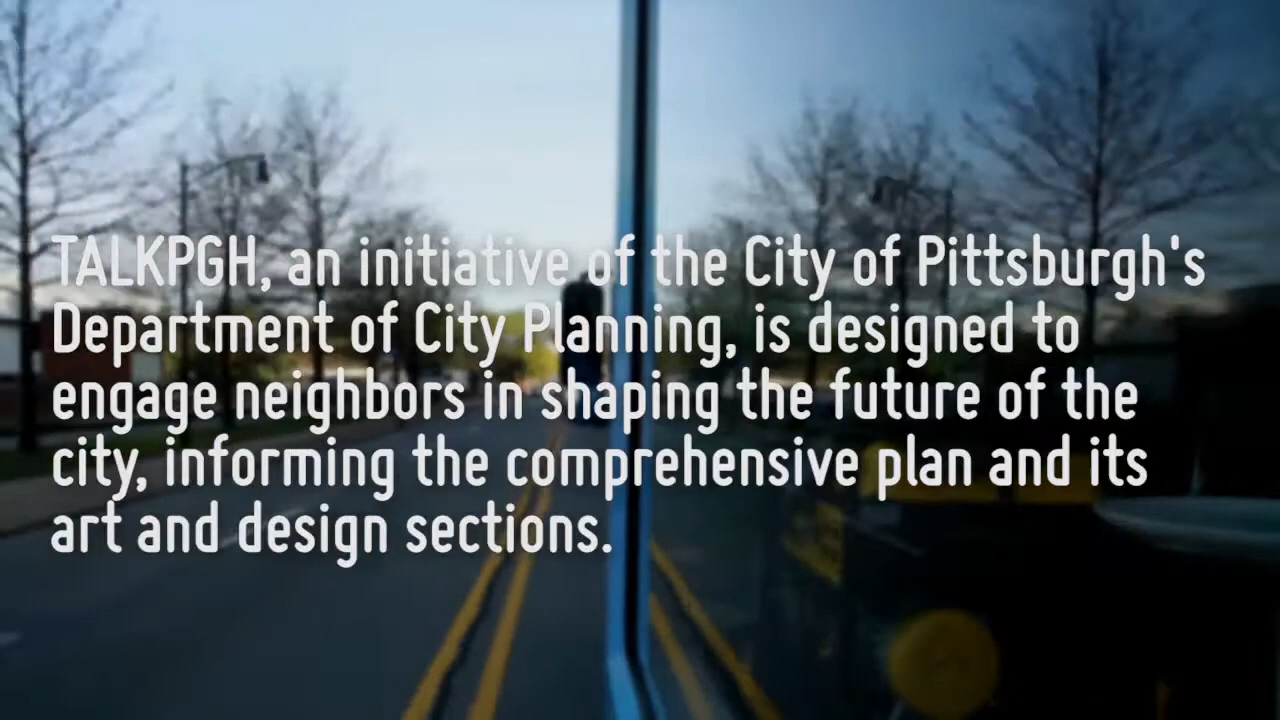 TALKPGH, an initiative of the City of Pittsburgh's
Department of City Planning, is designed to
engage neighbors in shaping the future of the
city, informing the comprehensive plan and its
art and design sections.